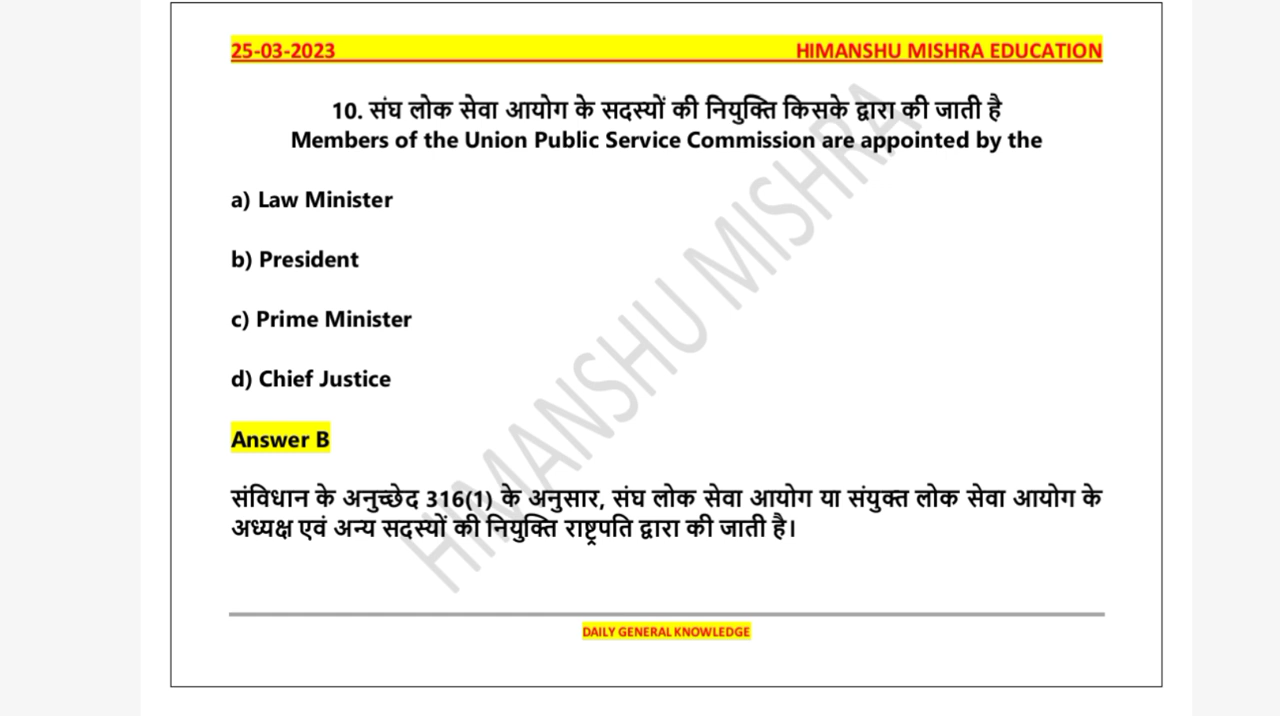 25-03-2023 HIMANSHU MISHRA EDUCATION
10. संघ लोक सेवा आयोग के सदस्यों की नियुक्ति किसके द्वारा की जाती है
Members of the Union Public Service Commission are appointed by the
a) Law Minister
b) President
c) Prime Minister
d) Chief Justice
Answer B
संविधान के अनुच्छेद 316(1) के अनुसार, संघ लोक सेवा आयोग या संयुक्त लोक सेवा आयोग के
अध्यक्ष एवं अन्य सदस्यों की नियुक्ति राष्ट्रपति द्वारा की जाती है।
HIMANSHU MISHRA
DAILY GENERAL KNOWLEDGE